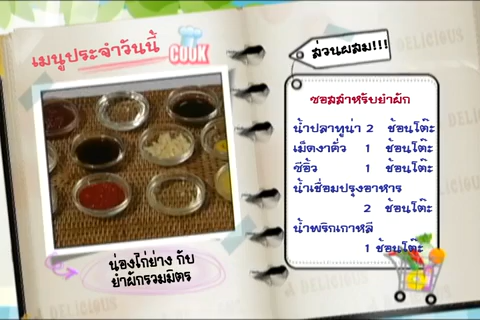 เมนูประจำวันนี้
COOK
น่องไก่ย่าง กับ
ยำผักรวมมิตร
ส่วนผสม!!!
ซอสสำหรับยำผัก
น้ำปลาทูน่า 2 ช้อนโต๊ะ
เม็ดงาคั่ว 1 ช้อนโต๊ะ
ซีอิ้ว 1 ช้อนโต๊ะ
น้ำเชื่อมปรุงอาหาร
2 ช้อนโต๊ะ
น้ำพริกเกาหลี
1 ช้อนโต๊ะ
DELICIOUS
DELICIOUS